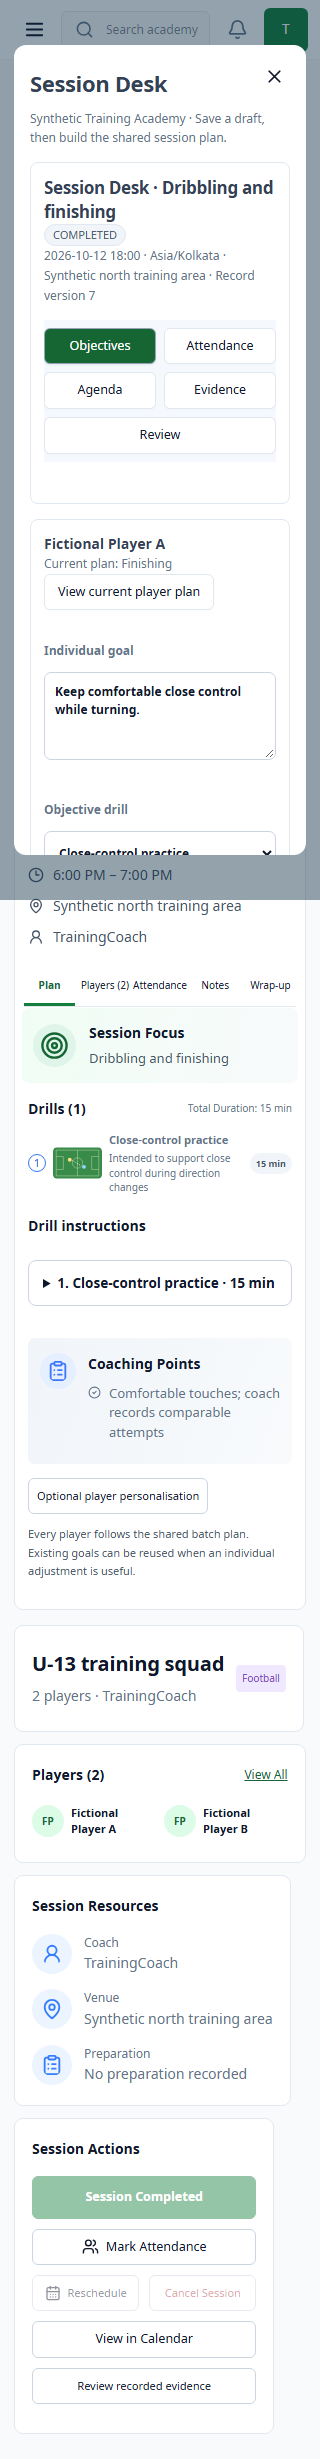 Search academy
T
Session Desk
Synthetic Training Academy · Save a draft,
then build the shared session plan.
Session Desk · Dribbling and
finishing
COMPLETED
2026-10-12 18:00 · Asia/Kolkata ·
Synthetic north training area · Record
version 7
Objectives
Attendance
Agenda
Evidence
Review
Fictional Player A
Current plan: Finishing
View current player plan
Individual goal
Keep comfortable close control
while turning.
Objective drill
Close-control practice
6:00 PM – 7:00 PM
Synthetic north training area
TrainingCoach
Plan
Players (2)
Attendance
Notes
Wrap-up
Session Focus
Dribbling and finishing
Drills (1)
Total Duration: 15 min
1
Close-control practice
Intended to support close
control during direction
changes
15 min
Drill instructions
1. Close-control practice · 15 min
Coaching Points
Comfortable touches; coach
records comparable
attempts
Optional player personalisation
Every player follows the shared batch plan.
Existing goals can be reused when an individual
adjustment is useful.
U-13 training squad
Football
2 players · TrainingCoach
Players (2)
View All
FP
Fictional
Player A
FP
Fictional
Player B
Session Resources
Coach
TrainingCoach
Venue
Synthetic north training area
Preparation
No preparation recorded
Session Actions
Session Completed
Mark Attendance
Reschedule
Cancel Session
View in Calendar
Review recorded evidence